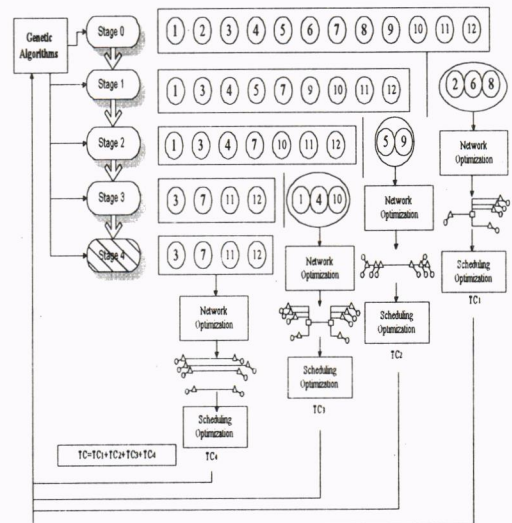 Genetic
Algorithms
Stage 0
1 2 3 4 5 6 7 8 9 10 11 12
Stage 1
1 3 4 5 7 9 10 11 12
2 6 8
Stage 2
1 3 4 7 10 11 12
5 9
Network
Optimization
Stage 3
3 7 11 12
1 4 10
Network
Optimization
Stage 4
3 7 11 12
Network
Optimization
Scheduling
Optimization
TC1
Network
Optimization
Scheduling
Optimization
TC2
Scheduling
Optimization
TC3
Scheduling
Optimization
TC4
TC=TC1+TC2+TC3+TC4